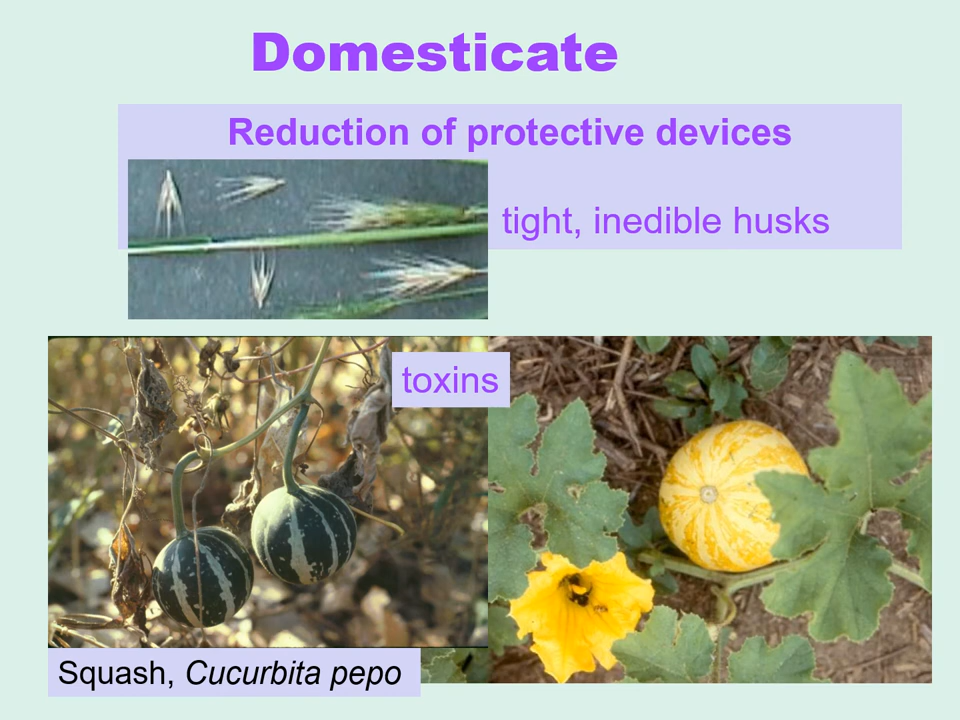 Domesticate
Reduction of protective devices
tight, inedible husks
toxins
Squash, Cucurbita pepo